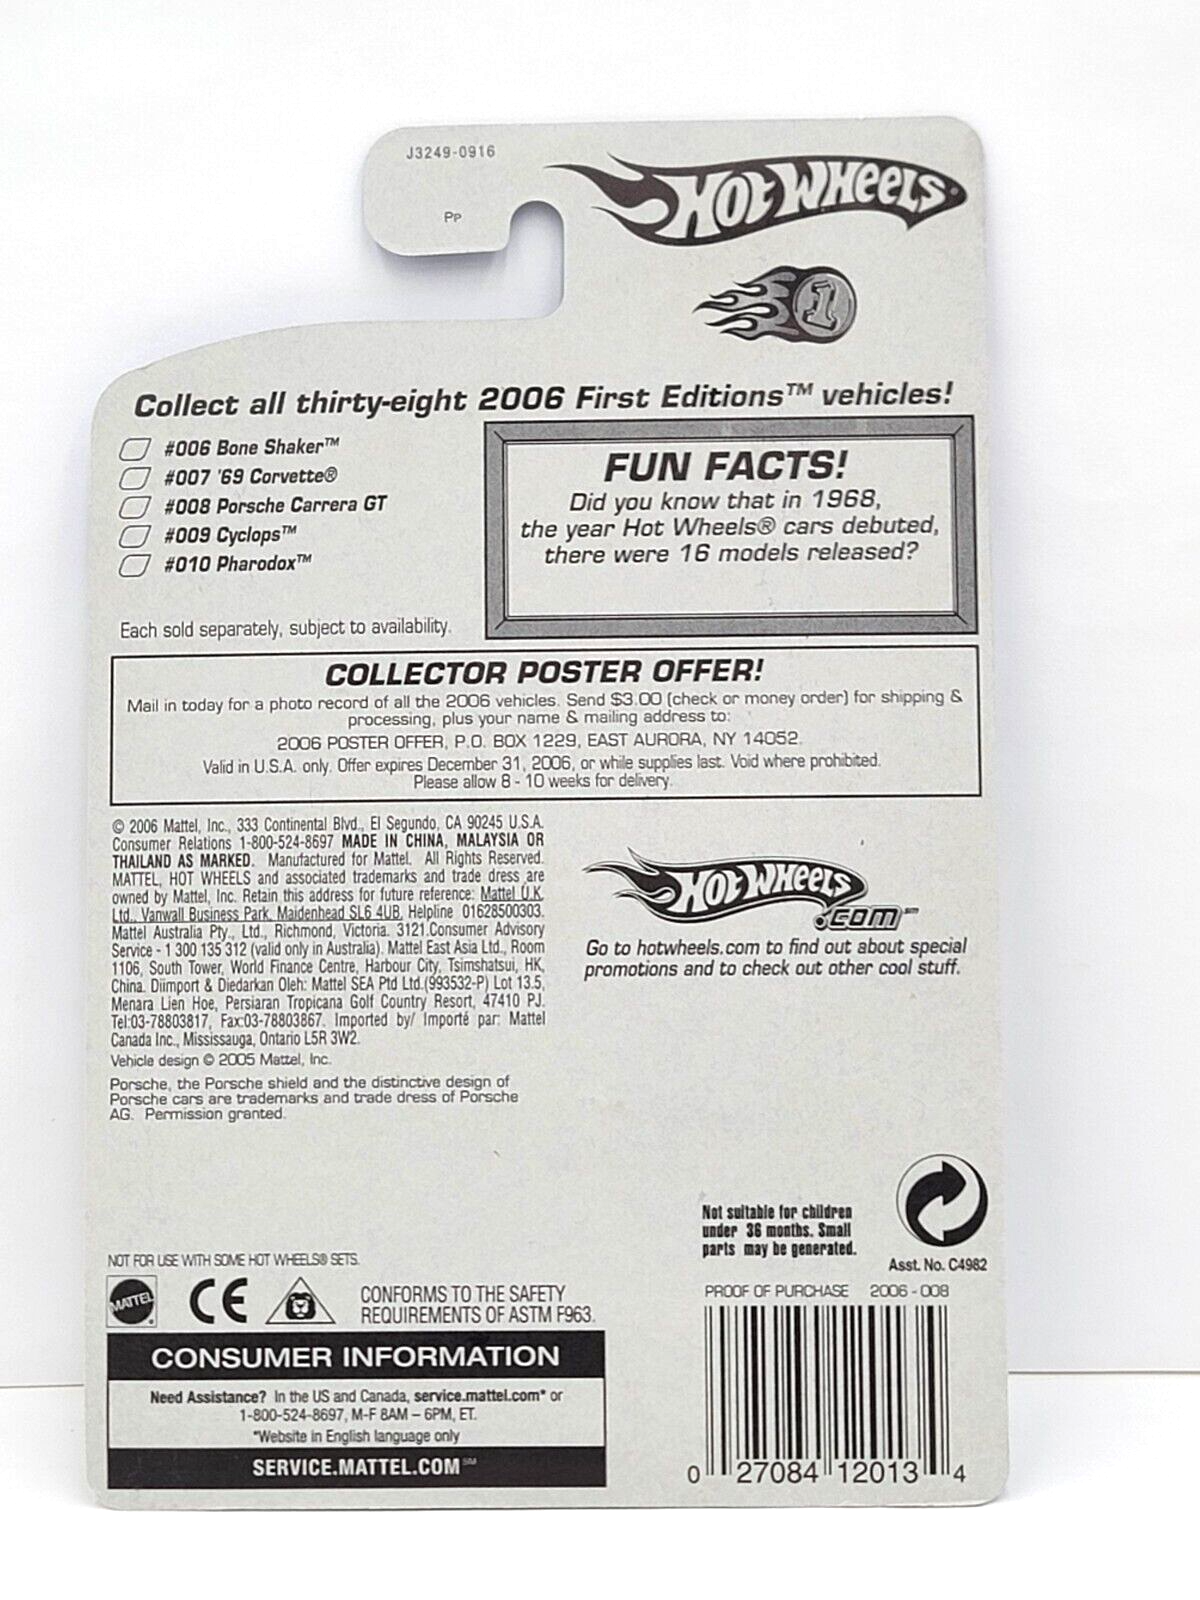 J3249-0916
PP
HOT WHEELS®
1
Collect all thirty-eight 2006 First Editions™ vehicles!
#006 Bone Shaker™
#007 '69 Corvette®
#008 Porsche Carrera GT
#009 Cyclops™
#010 Pharodox™
Each sold separately, subject to availability.
FUN FACTS!
Did you know that in 1968,
the year Hot Wheels® cars debuted,
there were 16 models released?
COLLECTOR POSTER OFFER!
Mail in today for a photo record of all the 2006 vehicles. Send $3.00 (check or money order) for shipping &
processing, plus your name & mailing address to:
2006 POSTER OFFER, P.O. BOX 1229, EAST AURORA, NY 14052.
Valid in U.S.A. only. Offer expires December 31, 2006, or while supplies last. Void where prohibited.
Please allow 8 - 10 weeks for delivery.
© 2006 Mattel, Inc., 333 Continental Blvd., El Segundo, CA 90245 U.S.A.
Consumer Relations 1-800-524-8697 MADE IN CHINA, MALAYSIA OR
THAILAND AS MARKED. Manufactured for Mattel. All Rights Reserved.
MATTEL, HOT WHEELS and associated trademarks and trade dress are
owned by Mattel, Inc. Retain this address for future reference: Mattel U.K.
Ltd., Vanwall Business Park, Maidenhead SL6 4UB. Helpline 01628500303.
Mattel Australia Pty., Ltd., Richmond, Victoria. 3121.Consumer Advisory
Service - 1 300 135 312 (valid only in Australia). Mattel East Asia Ltd., Room
1106, South Tower, World Finance Centre, Harbour City, Tsimshatsui, HK,
China. Diimport & Diedarkan Oleh: Mattel SEA Ptd Ltd.(993532-P) Lot 13.5,
Menara Lien Hoe, Persiaran Tropicana Golf Country Resort, 47410 PJ.
Tel:03-78803817, Fax:03-78803867. Imported by/ Importé par: Mattel
Canada Inc., Mississauga, Ontario L5R 3W2.
Vehicle design © 2005 Mattel, Inc.
Porsche, the Porsche shield and the distinctive design of
Porsche cars are trademarks and trade dress of Porsche
AG. Permission granted.
HOT WHEELS
.COM℠
Go to hotwheels.com to find out about special
promotions and to check out other cool stuff.
Not suitable for children
under 36 months. Small
parts may be generated.
Asst. No. C4982
NOT FOR USE WITH SOME HOT WHEELS® SETS.
MATTEL®
CE
CONFORMS TO THE SAFETY
REQUIREMENTS OF ASTM F963.
CONSUMER INFORMATION
Need Assistance? In the US and Canada, service.mattel.com* or
1-800-524-8697, M-F 8AM – 6PM, ET.
*Website in English language only
SERVICE.MATTEL.COM℠
PROOF OF PURCHASE 2006 - 008
0 27084 12013 4